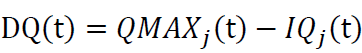 DQ(t) = QMAX_j(t) − IQ_j(t)